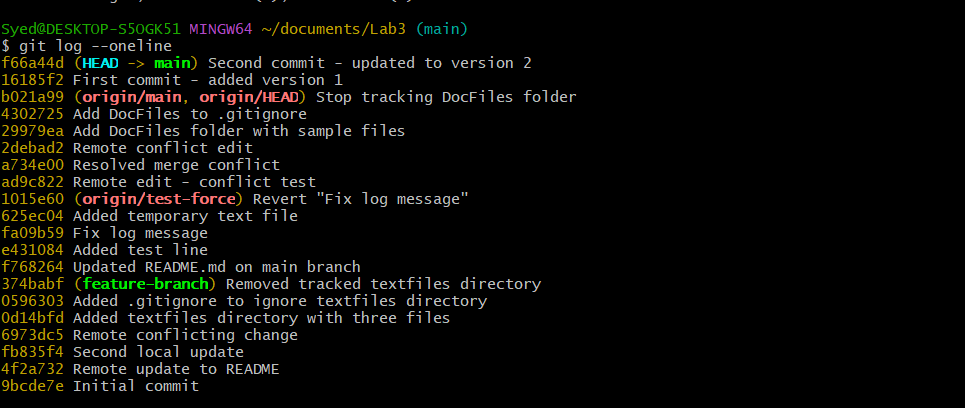 Syed@DESKTOP-S5OGK51 MINGW64 ~/documents/Lab3 (main)
$ git log --oneline
f66a44d (HEAD -> main) Second commit - updated to version 2
16185f2 First commit - added version 1
b021a99 (origin/main, origin/HEAD) Stop tracking DocFiles folder
4302725 Add DocFiles to .gitignore
29979ea Add DocFiles folder with sample files
2debad2 Remote conflict edit
a734e00 Resolved merge conflict
ad9c822 Remote edit - conflict test
1015e60 (origin/test-force) Revert "Fix log message"
625ec04 Added temporary text file
fa09b59 Fix log message
e431084 Added test line
f768264 Updated README.md on main branch
374babf (feature-branch) Removed tracked textfiles directory
0596303 Added .gitignore to ignore textfiles directory
0d14bfd Added textfiles directory with three files
6973dc5 Remote conflicting change
fb835f4 Second local update
4f2a732 Remote update to README
9bcde7e Initial commit